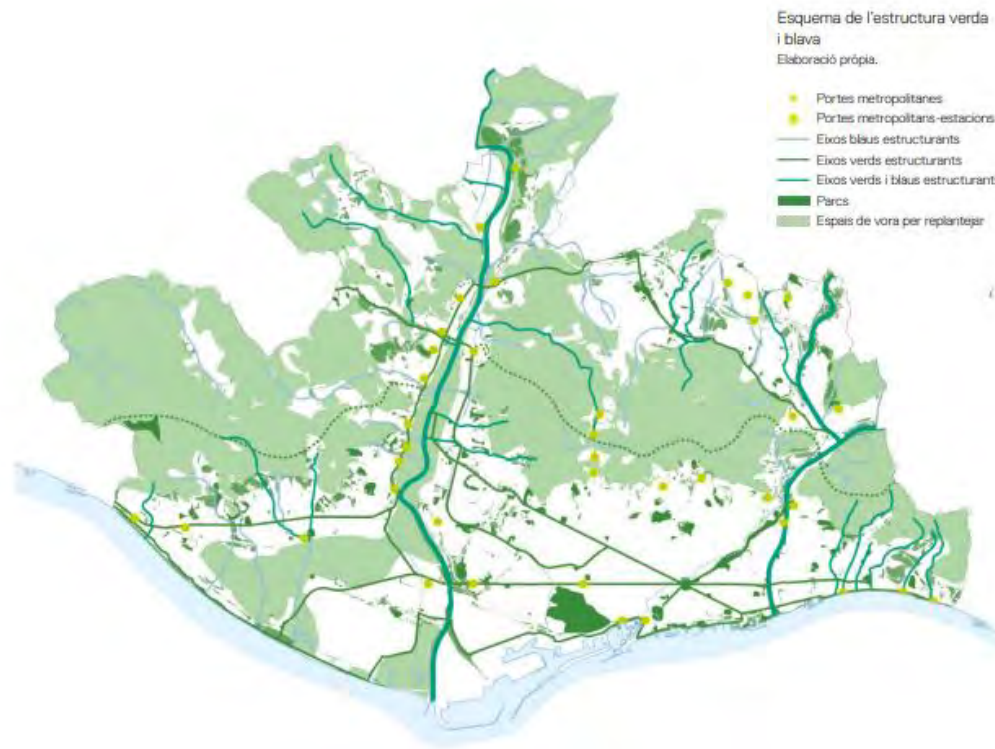 Esquema de l'estructura verda
i blava
Elaboració pròpia.
Portes metropolitanes
Portes metropolitans-estacions
Eixos blaus estructurants
Eixos verds estructurants
Eixos verds i blaus estructurant
Parcs
Espais de vora per replantejar